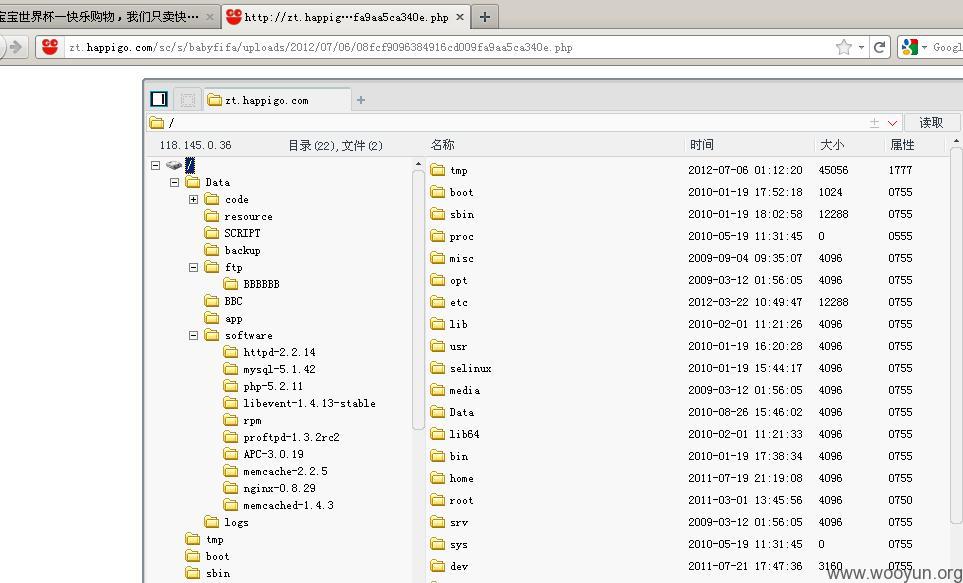 宝宝世界杯一快乐购物，我们只卖快⋯ ×
http://zt.happig⋯fa9aa5ca340e.php ×
zt.happigo.com/sc/s/babyfifa/uploads/2012/07/06/08fcf9096384916cd009fa9aa5ca340e.php
Googl
zt.happigo.com
/
读取
118.145.0.36 目录(22),文件(2) 名称 时间 大小 属性
/
Data
code
resource
SCRIPT
backup
ftp
BBBBBB
BBC
app
software
httpd-2.2.14
mysql-5.1.42
php-5.2.11
libevent-1.4.13-stable
rpm
proftpd-1.3.2rc2
APC-3.0.19
memcache-2.2.5
nginx-0.8.29
memcached-1.4.3
logs
tmp
boot
sbin
tmp 2012-07-06 01:12:20 45056 1777
boot 2010-01-19 17:52:18 1024 0755
sbin 2010-01-19 18:02:58 12288 0755
proc 2010-05-19 11:31:45 0 0555
misc 2009-09-04 09:35:07 4096 0755
opt 2009-03-12 01:56:05 4096 0755
etc 2012-03-22 10:49:47 12288 0755
lib 2010-02-01 11:21:26 4096 0755
usr 2010-01-19 16:20:28 4096 0755
selinux 2010-01-19 15:44:17 4096 0755
media 2009-03-12 01:56:05 4096 0755
Data 2010-08-26 15:46:02 4096 0755
lib64 2010-02-01 11:21:33 4096 0755
bin 2010-01-19 17:38:34 4096 0755
home 2011-07-19 21:19:08 4096 0755
root 2011-03-01 13:45:56 4096 0750
srv 2009-03-12 01:56:05 4096 0755
sys 2010-05-19 11:31:45 0 0755
dev 2011-07-21 17:47:36 3160 0755
www.wooyun.org